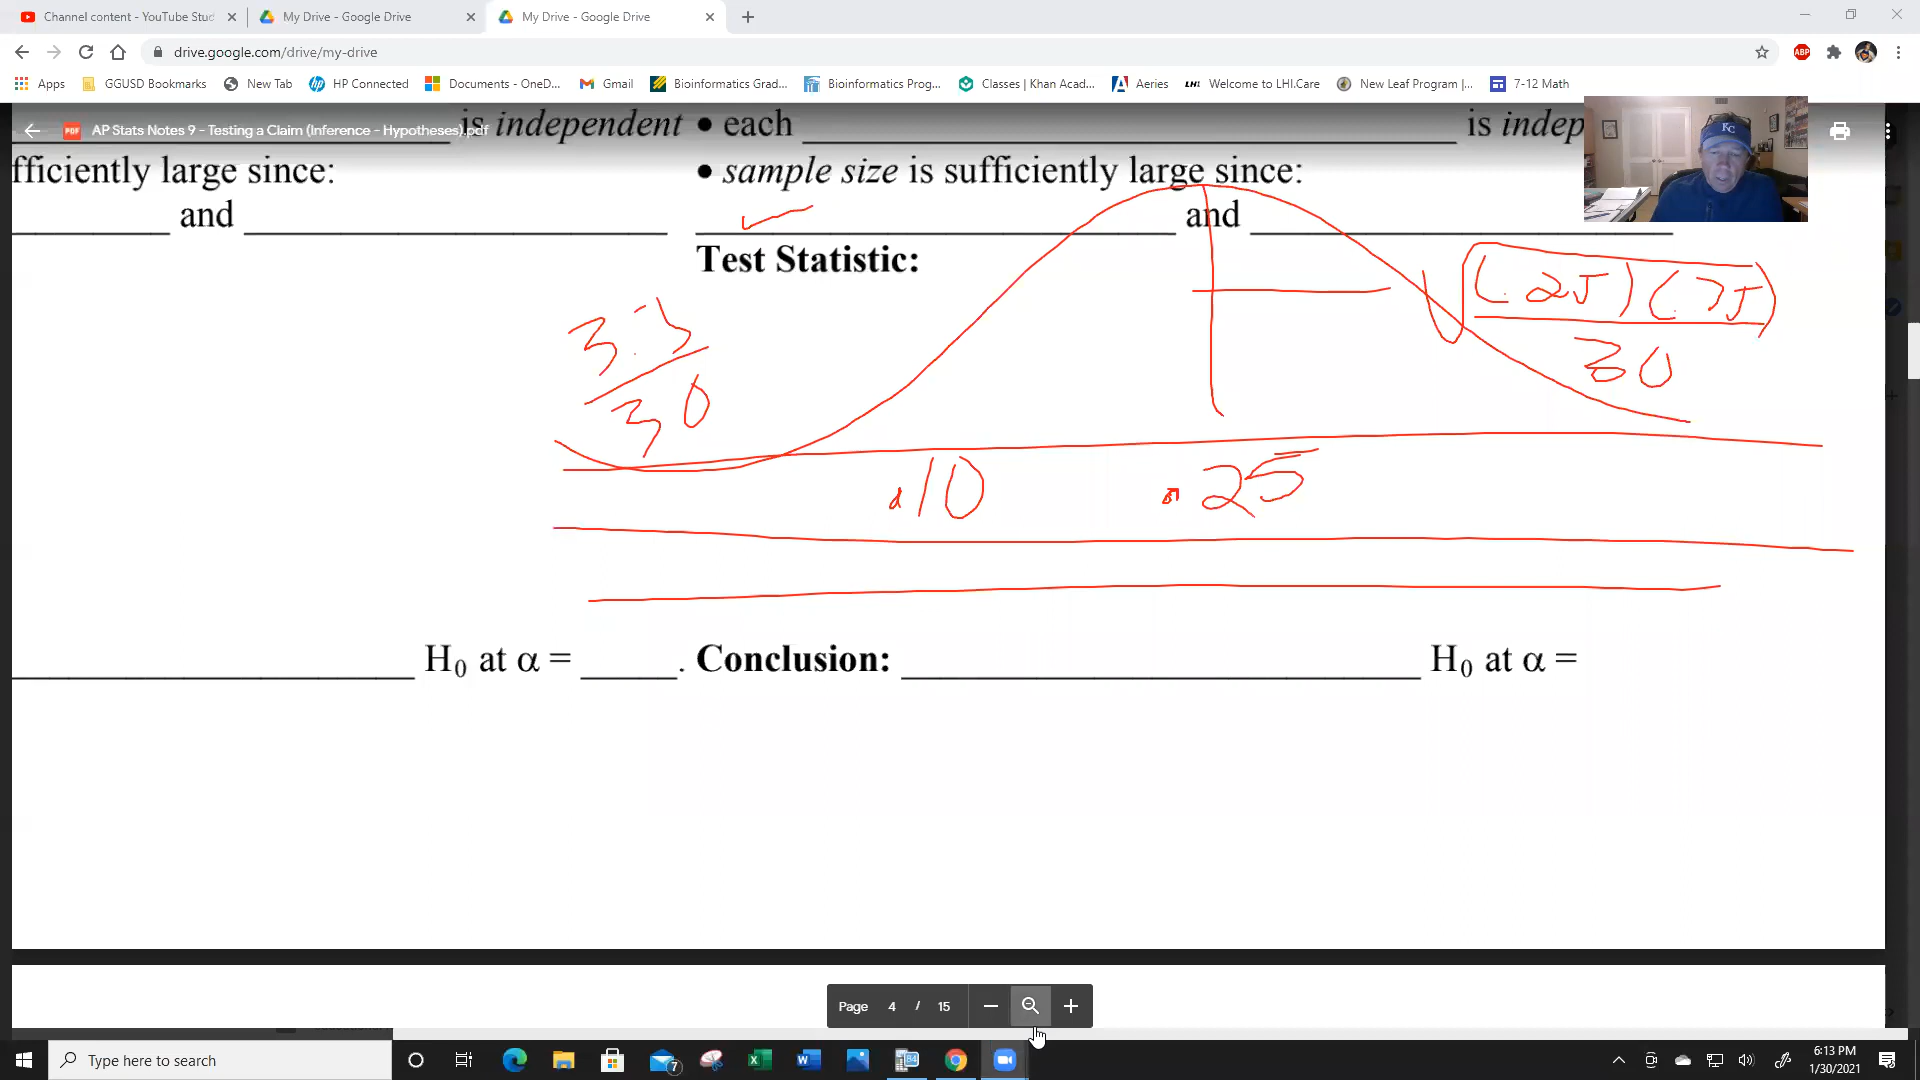 Channel content - YouTube Stud
My Drive - Google Drive
My Drive - Google Drive
drive.google.com/drive/my-drive
ABP
Apps GGUSD Bookmarks New Tab HP Connected Documents - OneD... Gmail Bioinformatics Grad... Bioinformatics Prog... Classes | Khan Acad... Aeries LHI. Welcome to LHI.Care New Leaf Program |... 7-12 Math
PDF AP Stats Notes 9 - Testing a Claim (Inference - Hypotheses).pdf
is independent • each is indep
KC
fficiently large since: • sample size is sufficiently large since:
and and
Test Statistic:
√(.25)(.75)
30
30
.10 .25
H₀ at α = . Conclusion: H₀ at α =
Page 4 / 15
Type here to search
7
6:13 PM
1/30/2021